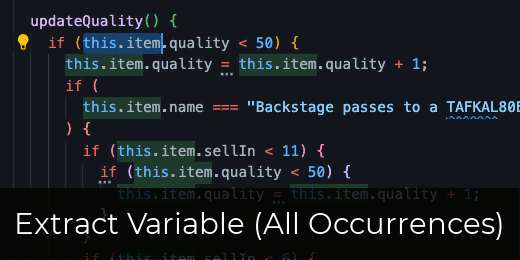 updateQuality() {
if (this.item.quality < 50) {
this.item.quality = this.item.quality + 1;
if (
this.item.name === "Backstage passes to a TAFKAL80E
) {
if (this.item.sellIn < 11) {
if (this.item.quality < 50) {
this.item.quality = this.item.quality + 1;
}
Extract Variable (All Occurrences)
}
if (this.item.sellIn < 6) {